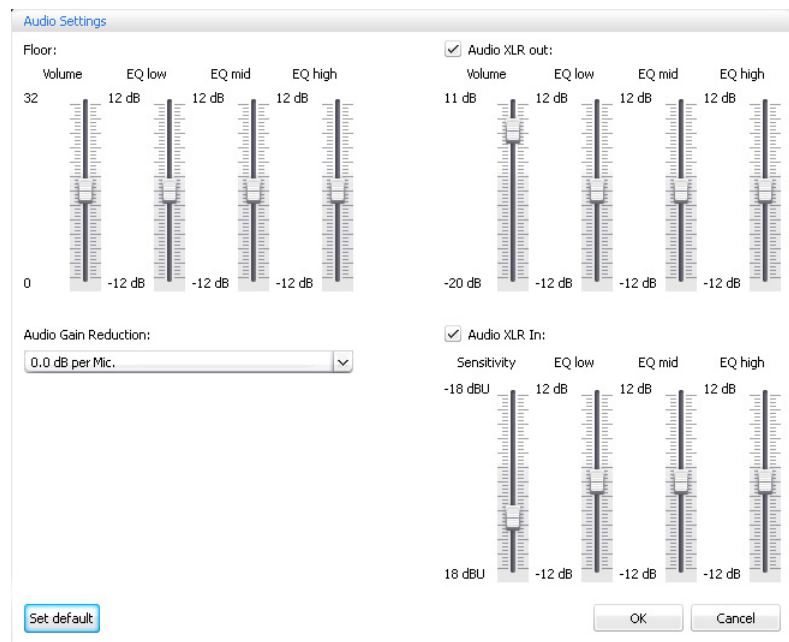 Audio Settings
Floor:
Volume EQ low EQ mid EQ high
32 12 dB 12 dB 12 dB
0 -12 dB -12 dB -12 dB
Audio Gain Reduction:
0.0 dB per Mic.
Audio XLR out:
Volume EQ low EQ mid EQ high
11 dB 12 dB 12 dB 12 dB
-20 dB -12 dB -12 dB -12 dB
Audio XLR In:
Sensitivity EQ low EQ mid EQ high
-18 dBU 12 dB 12 dB 12 dB
18 dBU -12 dB -12 dB -12 dB
Set default OK Cancel